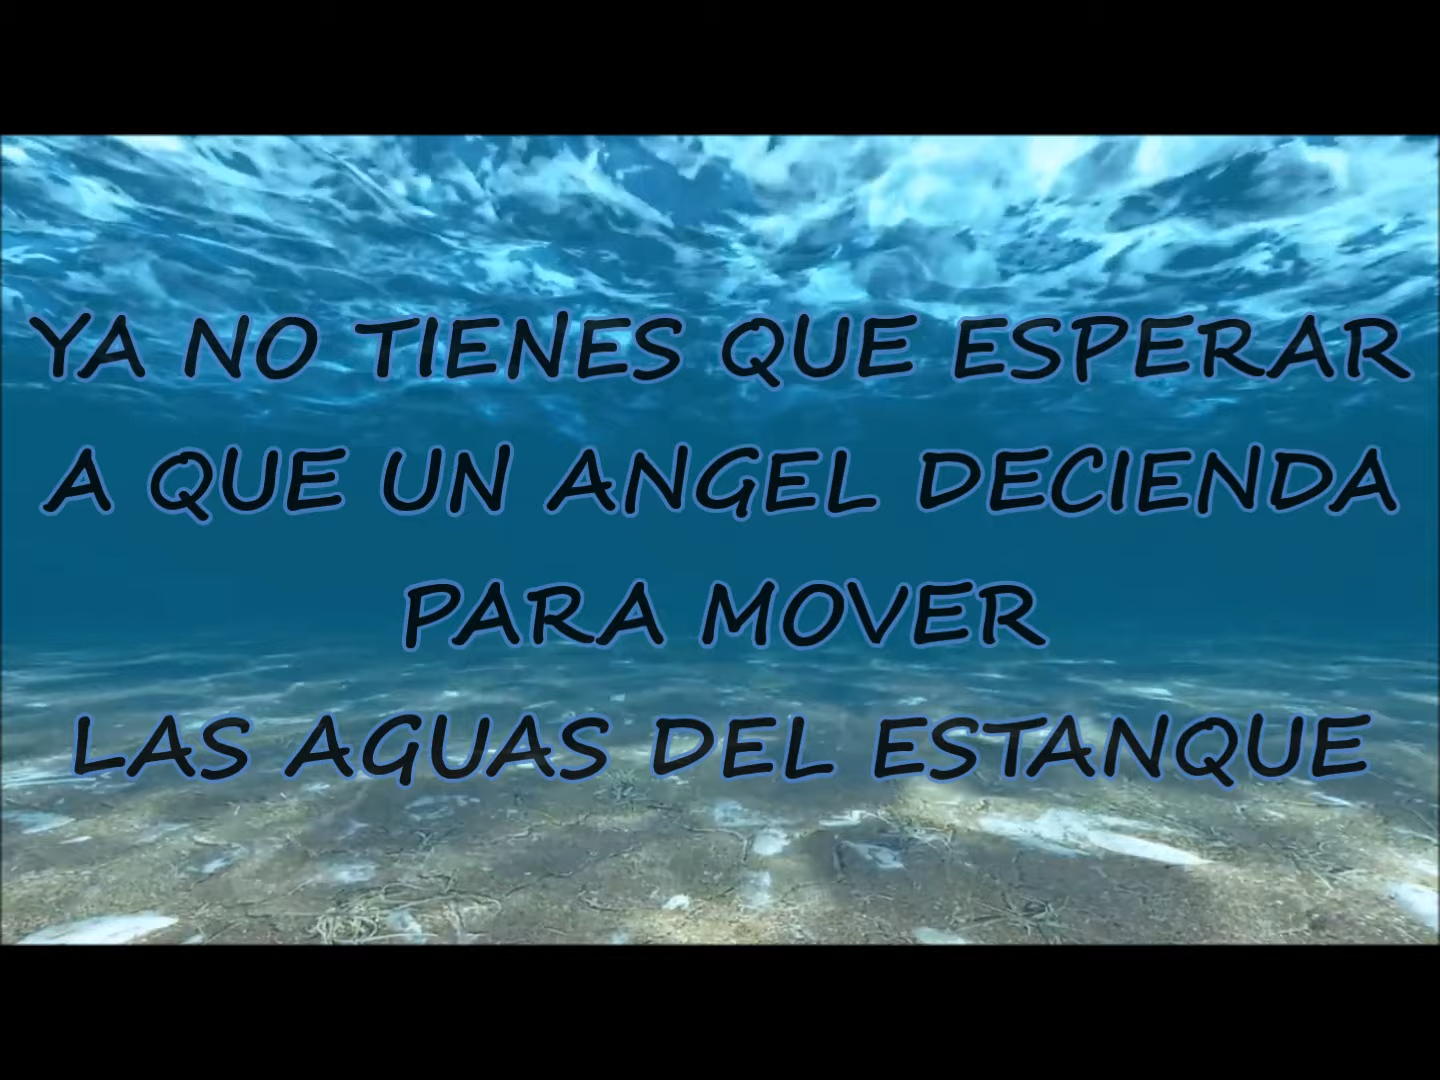 YA NO TIENES QUE ESPERAR
A QUE UN ANGEL DECIENDA
PARA MOVER
LAS AGUAS DEL ESTANQUE